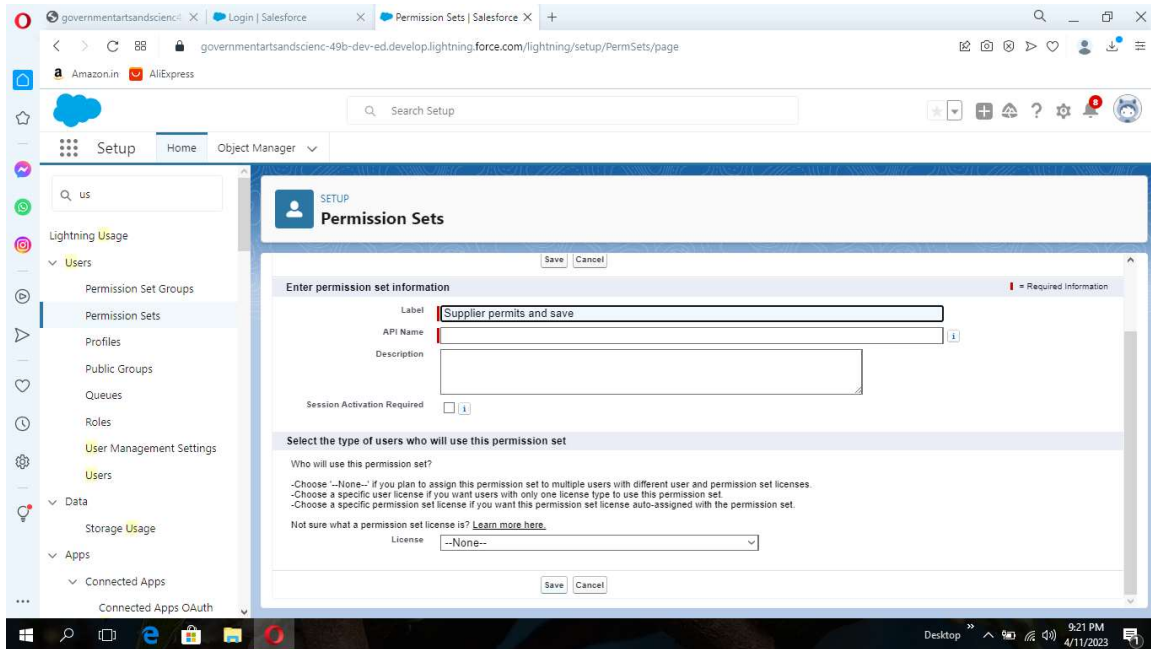 governmentartsandscienc
Login | Salesforce
Permission Sets | Salesforce
governmentartsandscienc-49b-dev-ed.develop.lightning.force.com/lightning/setup/PermSets/page
a Amazon.in AliExpress
Search Setup
8
Setup Home Object Manager
us
SETUP
Permission Sets
Lightning Usage
Users
Permission Set Groups
Permission Sets
Profiles
Public Groups
Queues
Roles
User Management Settings
Users
Data
Storage Usage
Apps
Connected Apps
Connected Apps OAuth
Save Cancel
Enter permission set information = Required Information
Label Supplier permits and save
API Name
Description
Session Activation Required
Select the type of users who will use this permission set
Who will use this permission set?
-Choose '--None--' if you plan to assign this permission set to multiple users with different user and permission set licenses.
-Choose a specific user license if you want users with only one license type to use this permission set.
-Choose a specific permission set license if you want this permission set license auto-assigned with the permission set.
Not sure what a permission set license is? Learn more here.
License --None--
Save Cancel
Desktop
9:21 PM
4/11/2023